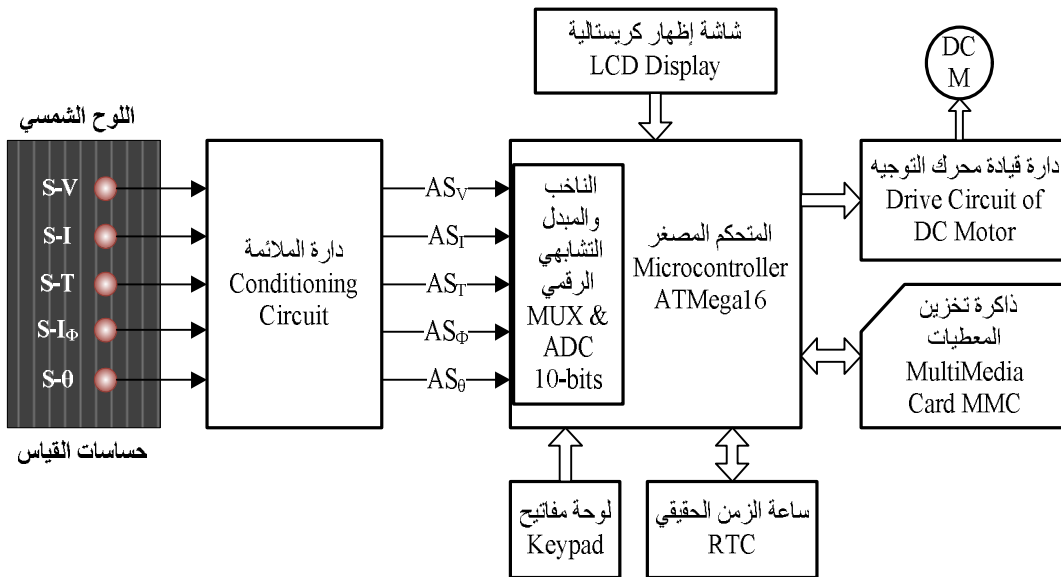 شاشة إظهار كريستالية
LCD Display
DC
M
اللوح الشمسي
S-V
S-I
S-T
S-IΦ
S-θ
حساسات القياس
دارة الملائمة
Conditioning
Circuit
ASV
ASI
AST
ASΦ
ASθ
الناخب
والمبدل
التشابهي
الرقمي
MUX &
ADC
10-bits
المتحكم المصغر
Microcontroller
ATMega16
دارة قيادة محرك التوجيه
Drive Circuit of
DC Motor
ذاكرة تخزين
المعطيات
MultiMedia
Card MMC
لوحة مفاتيح
Keypad
ساعة الزمن الحقيقي
RTC